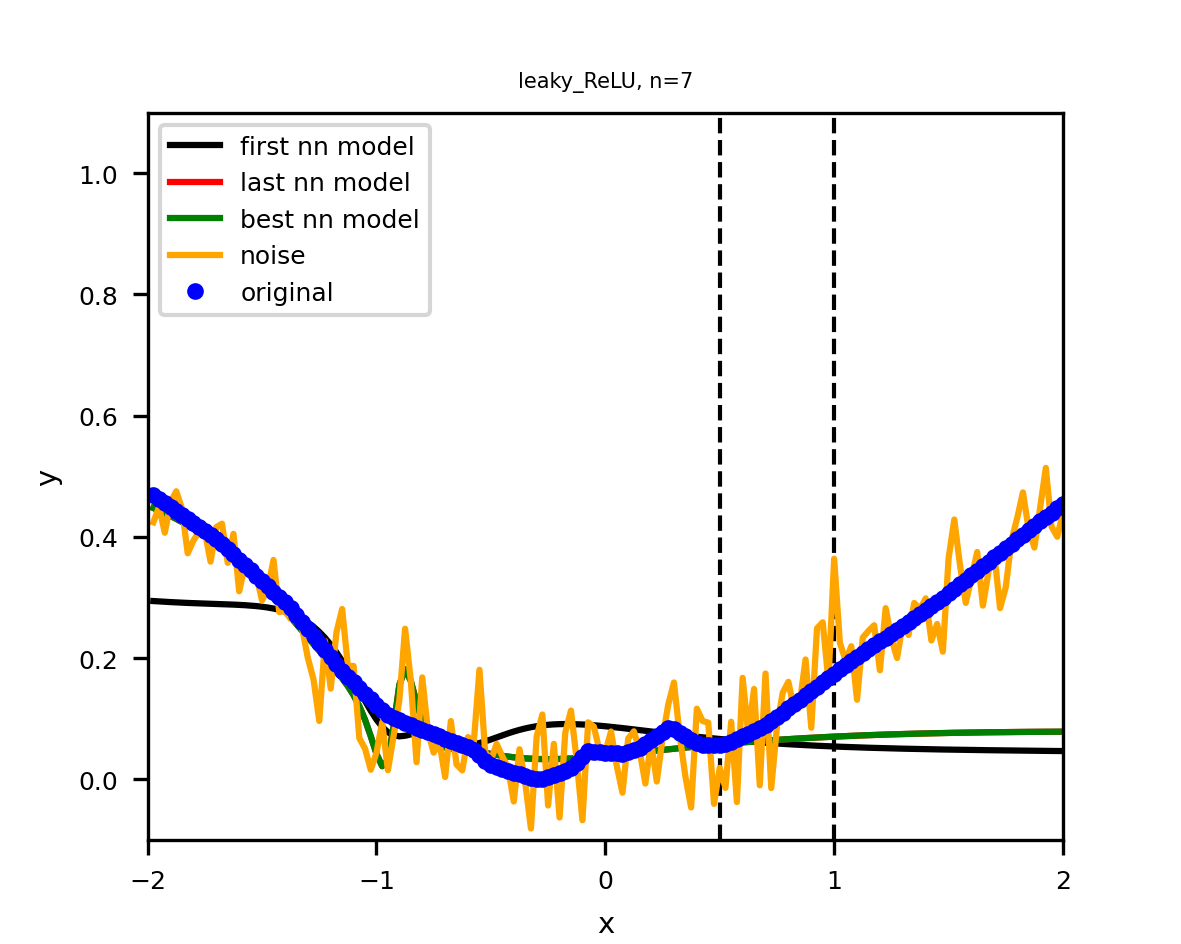 leaky_ReLU, n=7
first nn model
last nn model
best nn model
noise
original
1.0
0.8
0.6
0.4
0.2
0.0
y
−2
−1
0
1
2
x